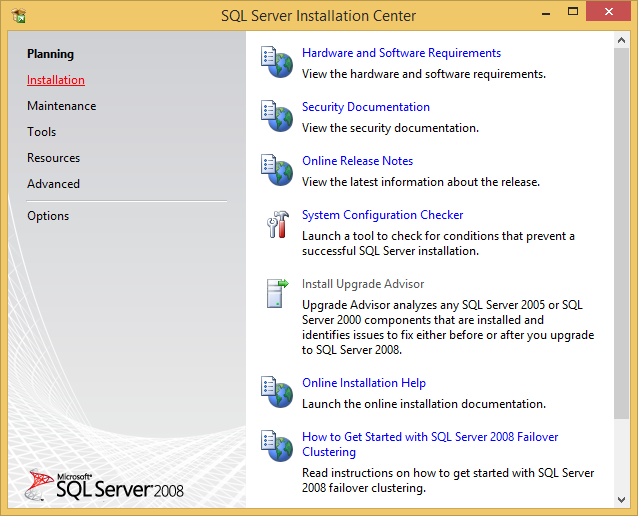 SQL Server Installation Center
Planning
Installation
Maintenance
Tools
Resources
Advanced
Options
Microsoft®
SQL Server®2008
Hardware and Software Requirements
View the hardware and software requirements.
Security Documentation
View the security documentation.
Online Release Notes
View the latest information about the release.
System Configuration Checker
Launch a tool to check for conditions that prevent a
successful SQL Server installation.
Install Upgrade Advisor
Upgrade Advisor analyzes any SQL Server 2005 or SQL
Server 2000 components that are installed and
identifies issues to fix either before or after you upgrade
to SQL Server 2008.
Online Installation Help
Launch the online installation documentation.
How to Get Started with SQL Server 2008 Failover
Clustering
Read instructions on how to get started with SQL Server
2008 failover clustering.